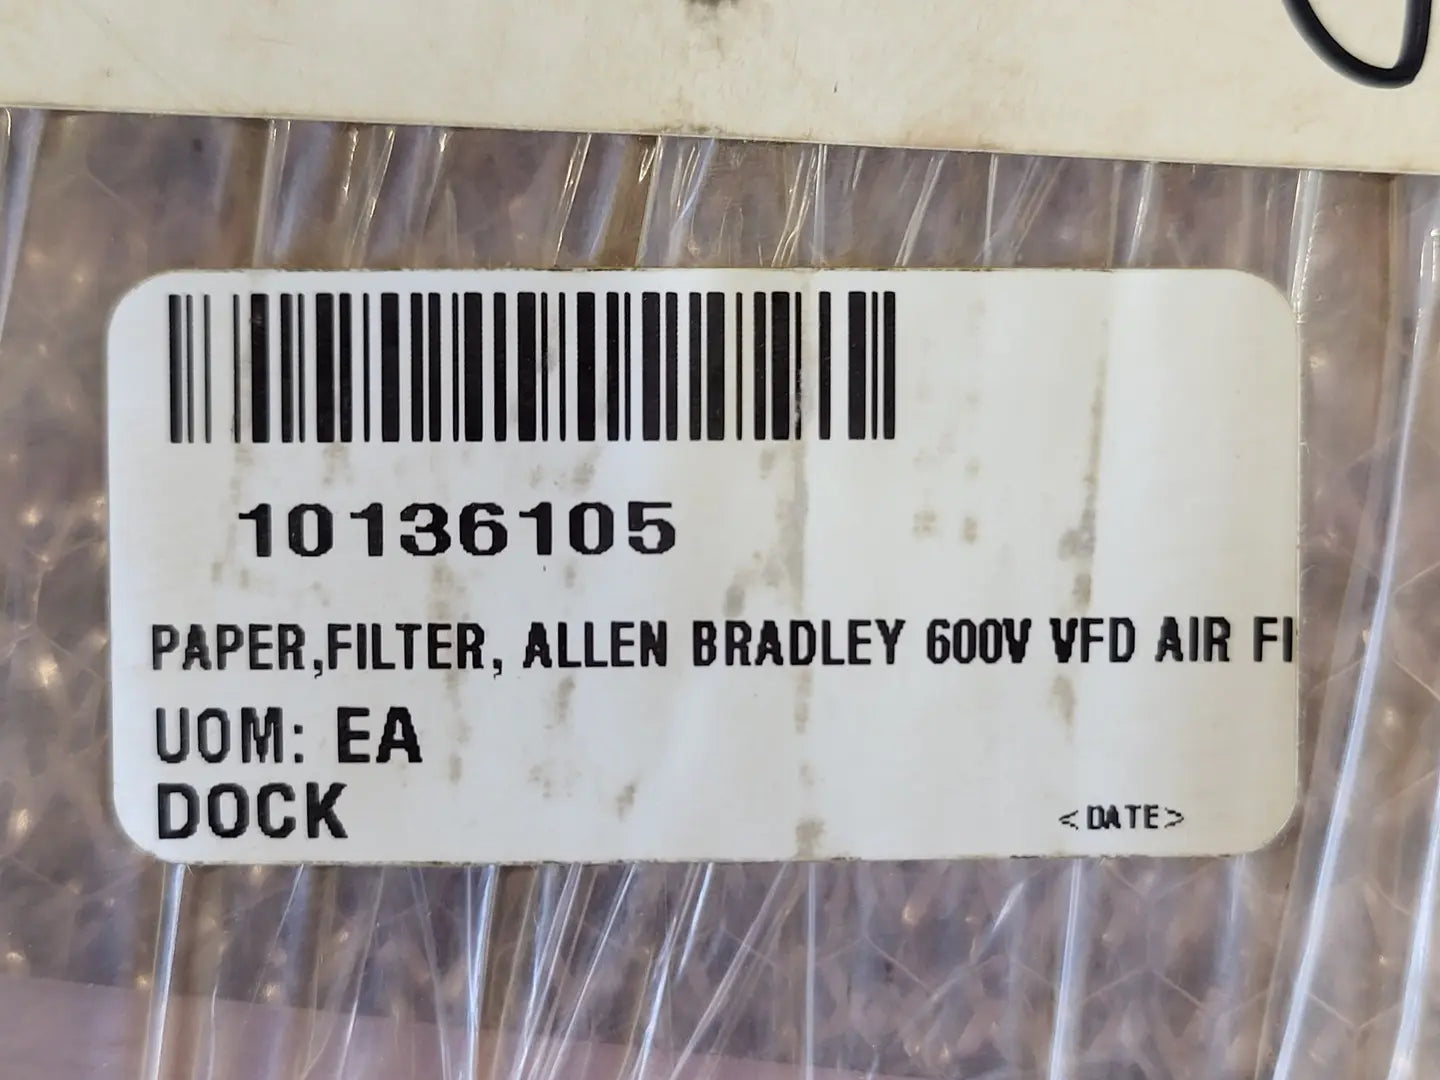 10136105
PAPER,FILTER, ALLEN BRADLEY 600V VFD AIR FI
UOM: EA
DOCK
<DATE>